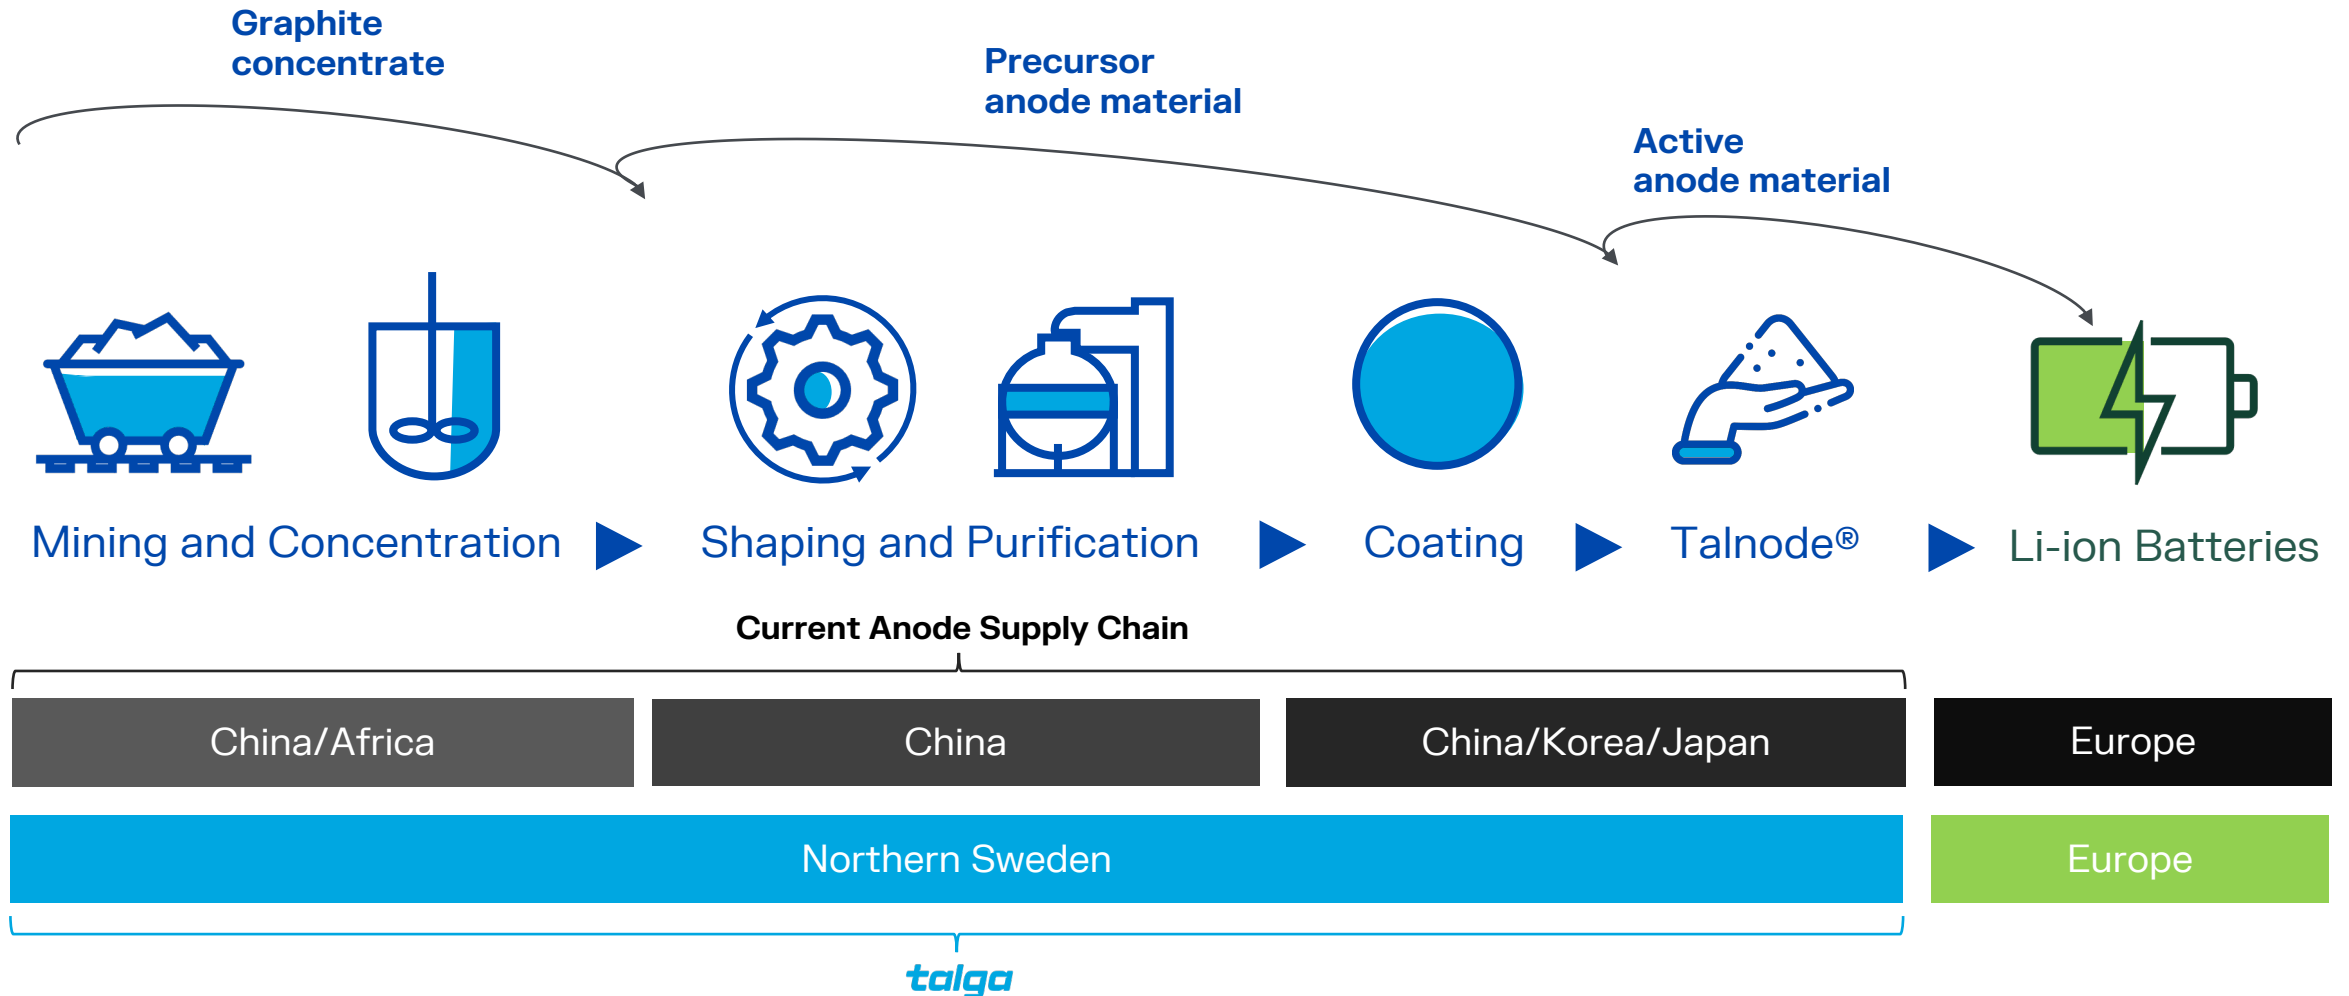 Graphite
concentrate
Precursor
anode material
Active
anode material
Mining and Concentration
Shaping and Purification
Coating
Talnode®
Li-ion Batteries
Current Anode Supply Chain
China/Africa
China
China/Korea/Japan
Europe
Northern Sweden
Europe
talga